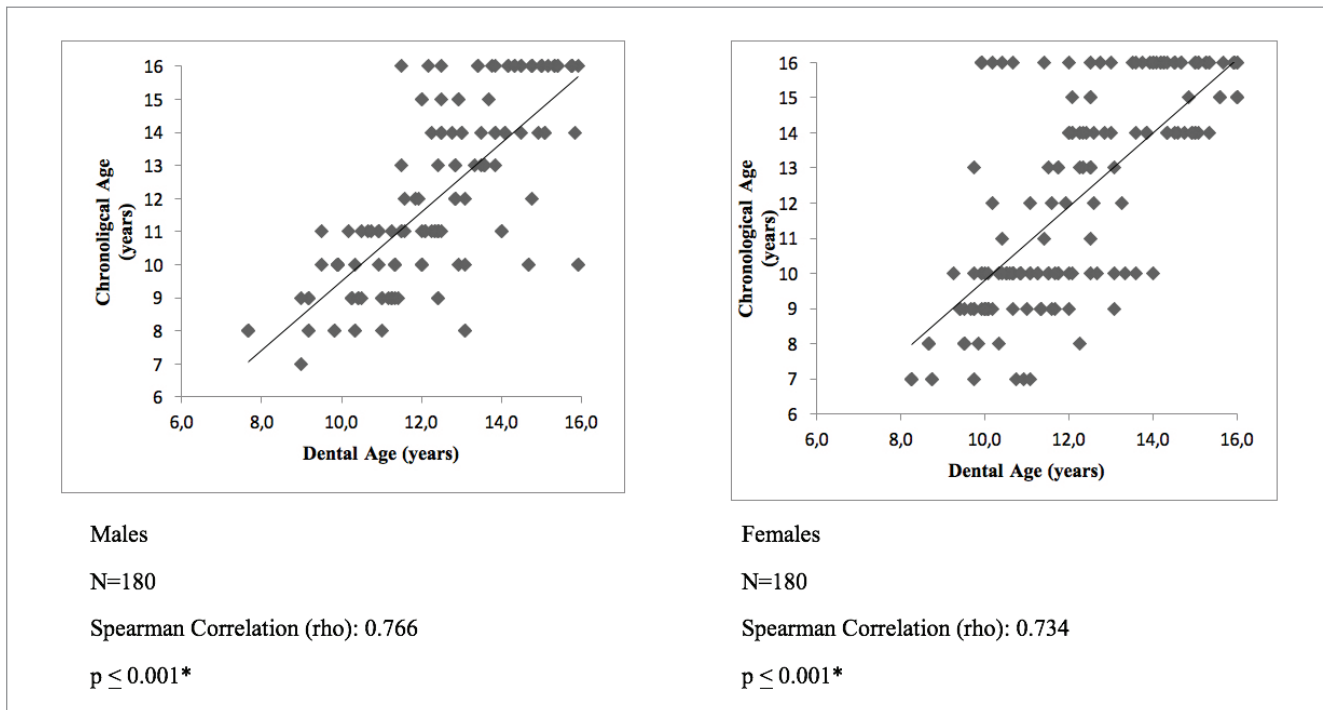 Chronoligcal Age
(years)
16
15
14
13
12
11
10
9
8
7
6
6,0 8,0 10,0 12,0 14,0 16,0
Dental Age (years)
Males
N=180
Spearman Correlation (rho): 0.766
p ≤ 0.001*
Chronological Age
(years)
16
15
14
13
12
11
10
9
8
7
6
6,0 8,0 10,0 12,0 14,0 16,0
Dental Age (years)
Females
N=180
Spearman Correlation (rho): 0.734
p ≤ 0.001*